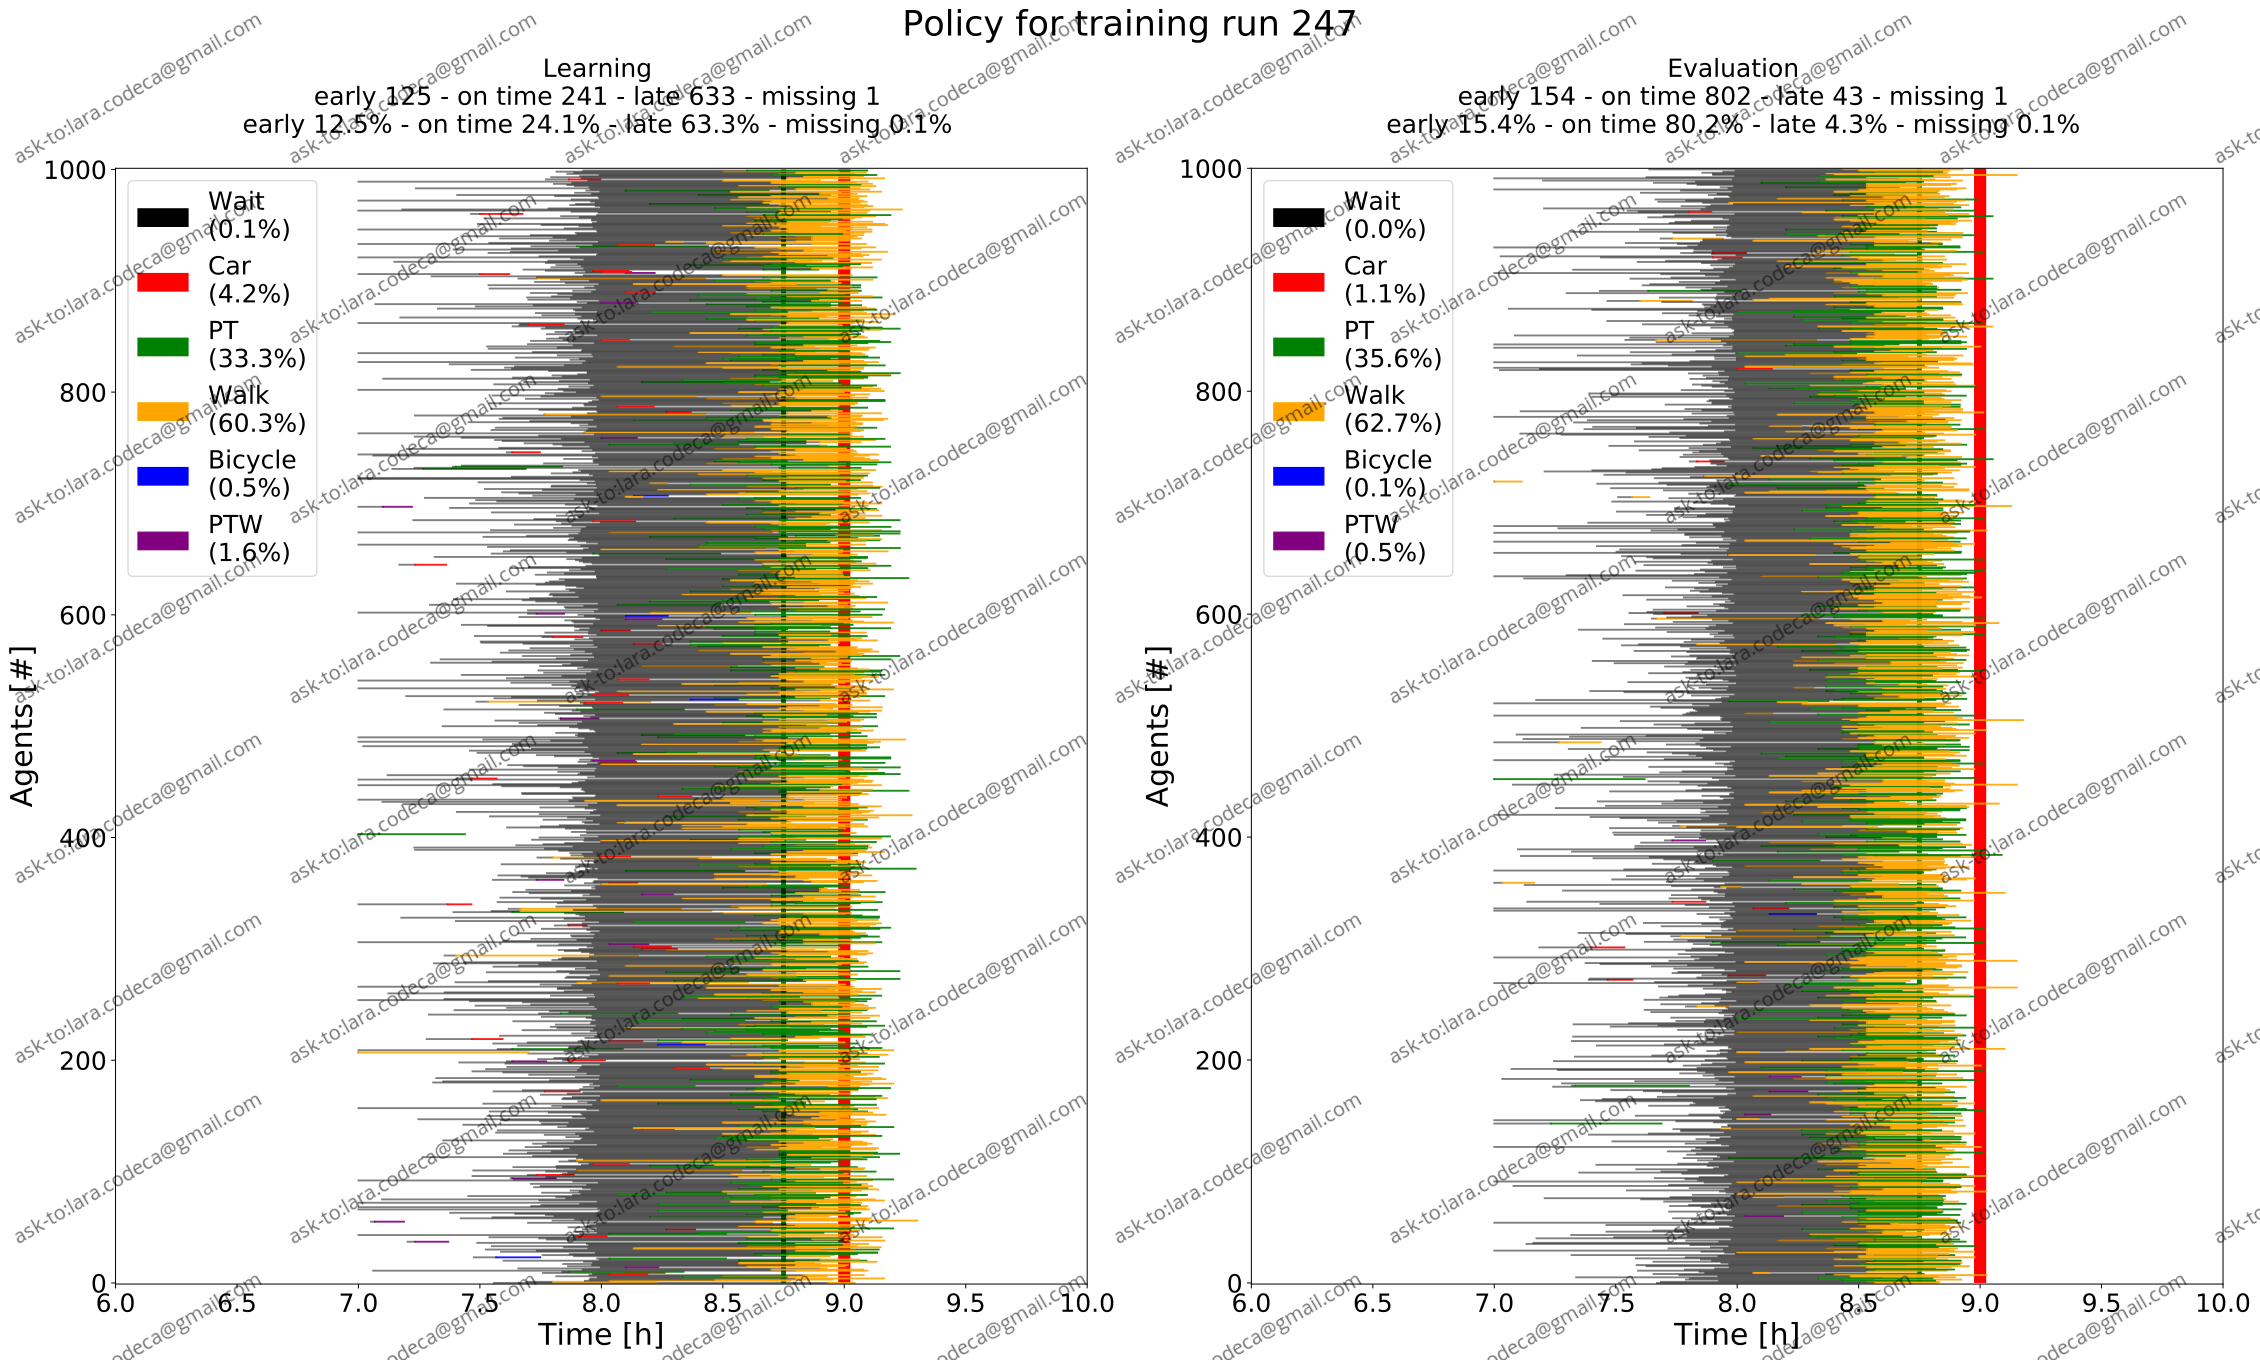 Policy for training run 247
Learning
early 125 - on time 241 - late 633 - missing 1
early 12.5% - on time 24.1% - late 63.3% - missing 0.1%
Wait
(0.1%)
Car
(4.2%)
PT
(33.3%)
Walk
(60.3%)
Bicycle
(0.5%)
PTW
(1.6%)
1000
800
600
400
200
0
Agents [#]
6.0 6.5 7.0 7.5 8.0 8.5 9.0 9.5 10.0
Time [h]
Evaluation
early 154 - on time 802 - late 43 - missing 1
early 15.4% - on time 80.2% - late 4.3% - missing 0.1%
Wait
(0.0%)
Car
(1.1%)
PT
(35.6%)
Walk
(62.7%)
Bicycle
(0.1%)
PTW
(0.5%)
1000
800
600
400
200
0
Agents [#]
6.0 6.5 7.0 7.5 8.0 8.5 9.0 9.5 10.0
Time [h]
ask-to:lara.codeca@gmail.com